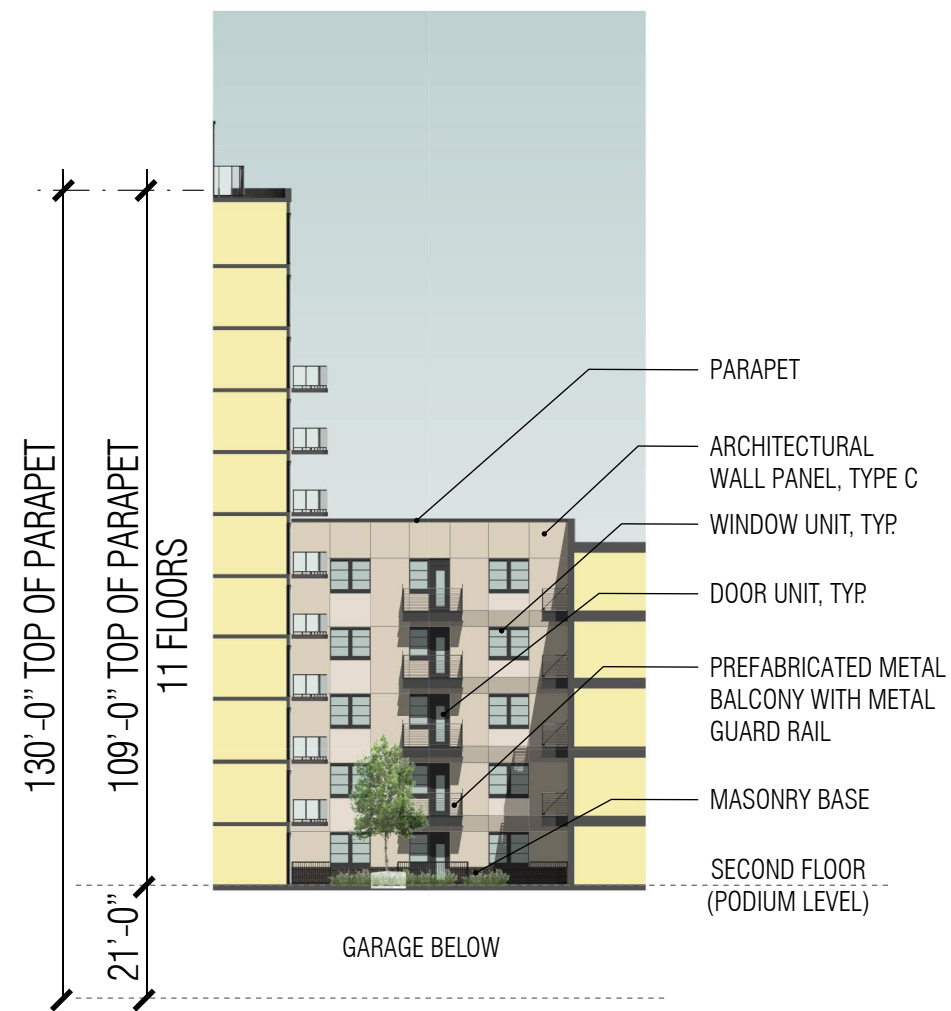 130'-0" TOP OF PARAPET
109'-0" TOP OF PARAPET
11 FLOORS
21'-0"
PARAPET
ARCHITECTURAL
WALL PANEL, TYPE C
WINDOW UNIT, TYP.
DOOR UNIT, TYP.
PREFABRICATED METAL
BALCONY WITH METAL
GUARD RAIL
MASONRY BASE
SECOND FLOOR
(PODIUM LEVEL)
GARAGE BELOW